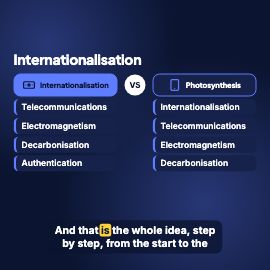 Internationalisation
Internationalisation VS Photosynthesis
Telecommunications Internationalisation
Electromagnetism Telecommunications
Decarbonisation Electromagnetism
Authentication Decarbonisation
And that is the whole idea, step
by step, from the start to the